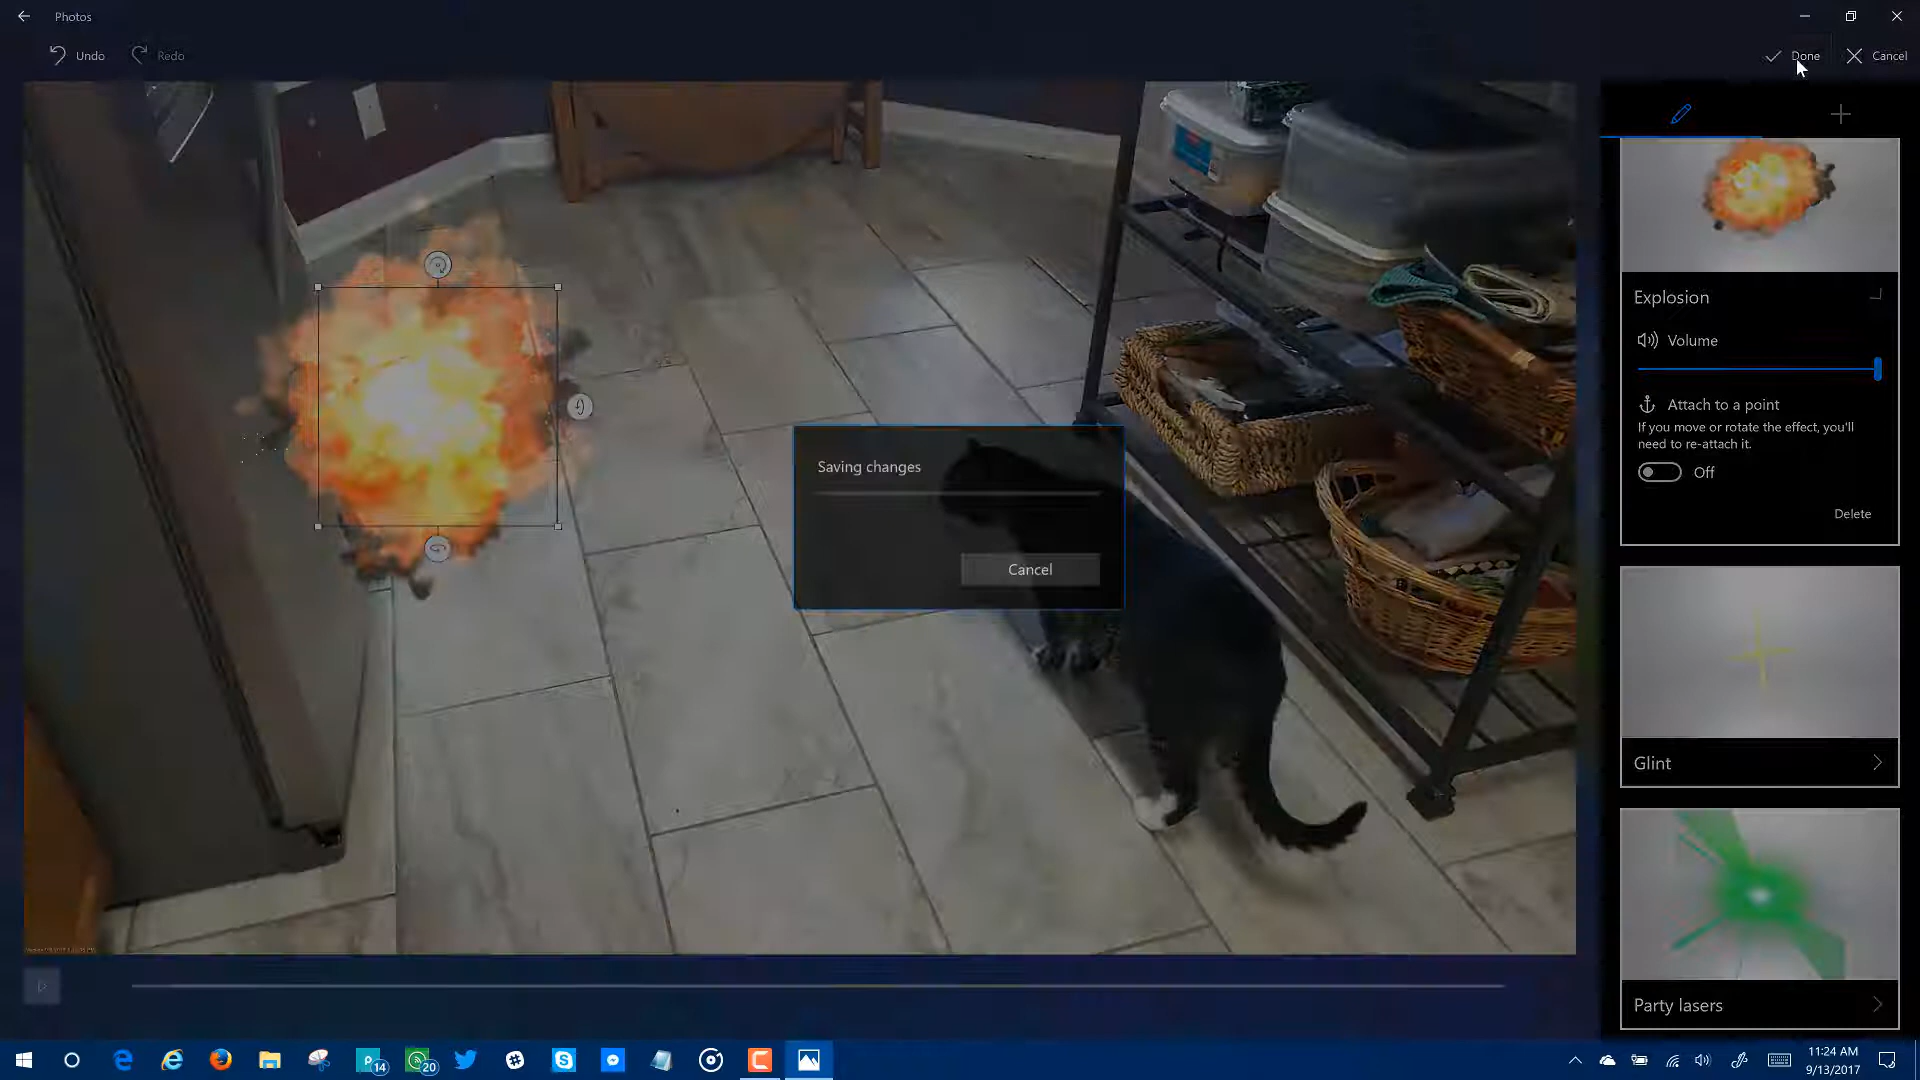 Photos
Undo
Redo
Done
Cancel
Explosion
Volume
Attach to a point
If you move or rotate the effect, you'll
need to re-attach it.
Off
Delete
Saving changes
Cancel
Glint
Party lasers
14
20
11:24 AM
9/13/2017